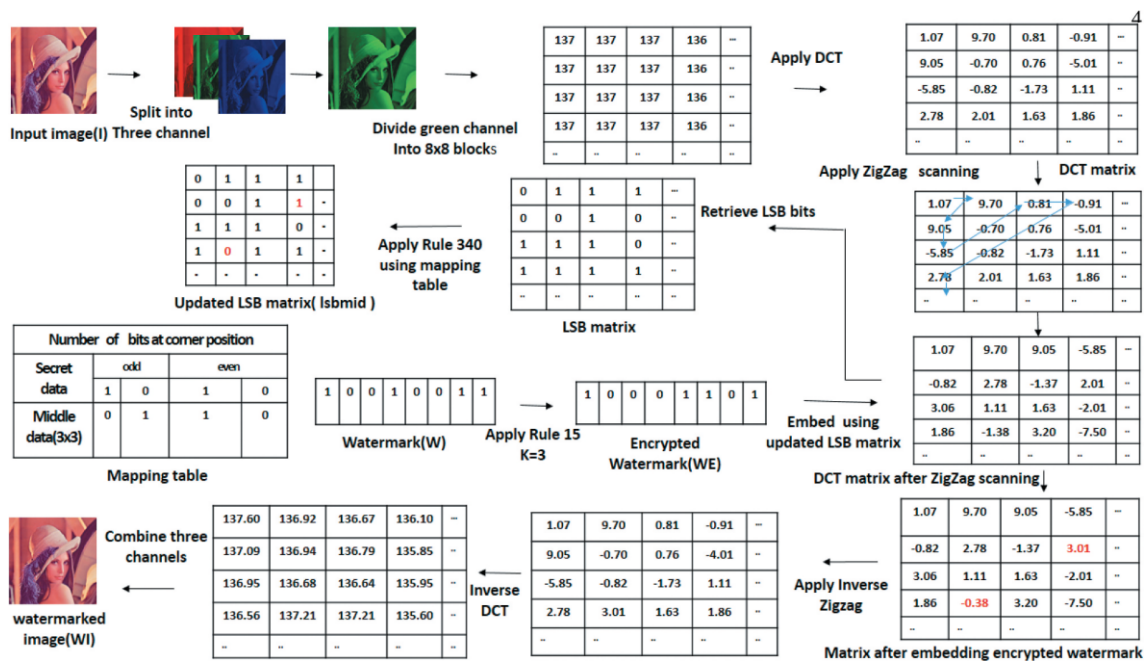 4
137 137 137 136 ...
137 137 137 136 ..
137 137 137 136 ..
137 137 137 136 ..
.. .. .. .. ..
Apply DCT
1.07 9.70 0.81 -0.91 ...
9.05 -0.70 0.76 -5.01 ..
-5.85 -0.82 -1.73 1.11 ..
2.78 2.01 1.63 1.86 ..
.. .. .. .. ..
Input image(I)
Split into
Three channel
Divide green channel
Into 8x8 blocks
Apply ZigZag scanning
DCT matrix
0 1 1 1
0 0 1 1 -
1 1 1 0 -
1 0 1 1 -
- - - - -
Updated LSB matrix( lsbmid )
Apply Rule 340
using mapping
table
0 1 1 1 ...
0 0 1 0 ..
1 1 1 0 ..
1 1 1 1 ..
.. .. .. .. ..
LSB matrix
Retrieve LSB bits
1.07 9.70 0.81 -0.91 ...
9.05 -0.70 0.76 -5.01 ..
-5.85 -0.82 -1.73 1.11 ..
2.78 2.01 1.63 1.86 ..
.. .. .. .. ..
Number of bits at corner position
Secret
data
odd even
1 0 1 0
Middle
data(3x3)
0 1 1 0
Mapping table
1 0 0 1 0 0 1 1
Watermark(W)
Apply Rule 15
K=3
1 0 0 0 1 1 0 1
Encrypted
Watermark(WE)
Embed using
updated LSB matrix
1.07 9.70 9.05 -5.85 ...
-0.82 2.78 -1.37 2.01 ..
3.06 1.11 1.63 -2.01 ..
1.86 -1.38 3.20 -7.50 ..
.. .. .. .. ..
DCT matrix after ZigZag scanning
1.07 9.70 9.05 -5.85 ...
-0.82 2.78 -1.37 3.01 ..
3.06 1.11 1.63 -2.01 ..
1.86 -0.38 3.20 -7.50 ..
.. .. .. .. ..
Matrix after embedding encrypted watermark
Apply Inverse
Zigzag
1.07 9.70 0.81 -0.91 ..
9.05 -0.70 0.76 -4.01 ..
-5.85 -0.82 -1.73 1.11 ..
2.78 3.01 1.63 1.86 ..
.. .. .. .. ..
Inverse
DCT
137.60 136.92 136.67 136.10 ...
137.09 136.94 136.79 135.85 ..
136.95 136.68 136.64 135.95 ..
136.56 137.21 137.21 135.60 ..
.. .. .. .. ..
Combine three
channels
watermarked
image(WI)